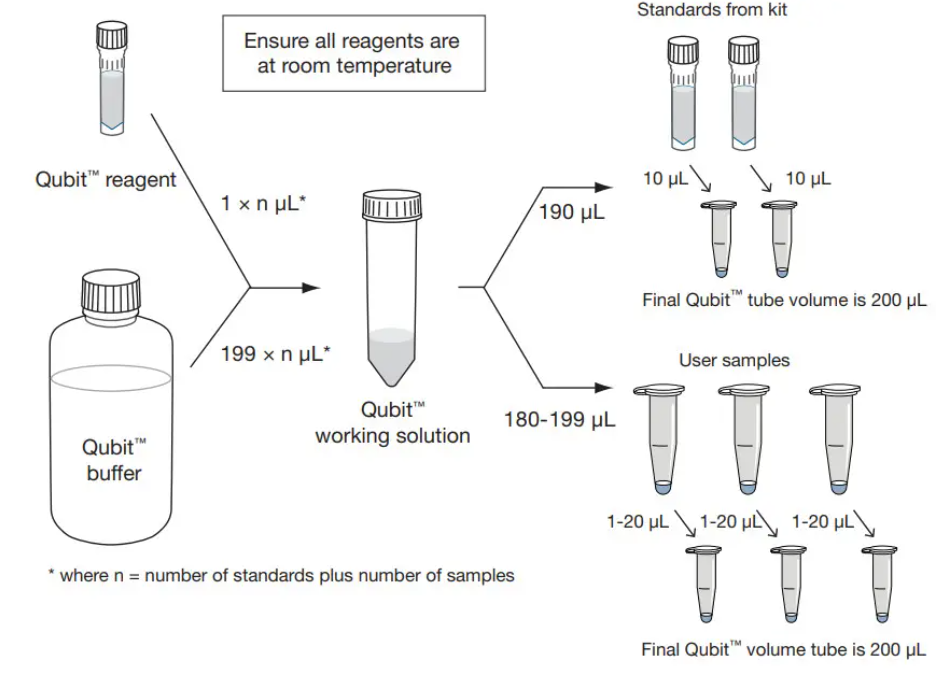 Standards from kit
Ensure all reagents are
at room temperature
Qubit™ reagent
1 × n µL*
10 µL
10 µL
190 µL
Final Qubit™ tube volume is 200 µL
199 × n µL*
User samples
Qubit™
working solution
180-199 µL
Qubit™
buffer
1-20 µL
1-20 µL
1-20 µL
* where n = number of standards plus number of samples
Final Qubit™ volume tube is 200 µL